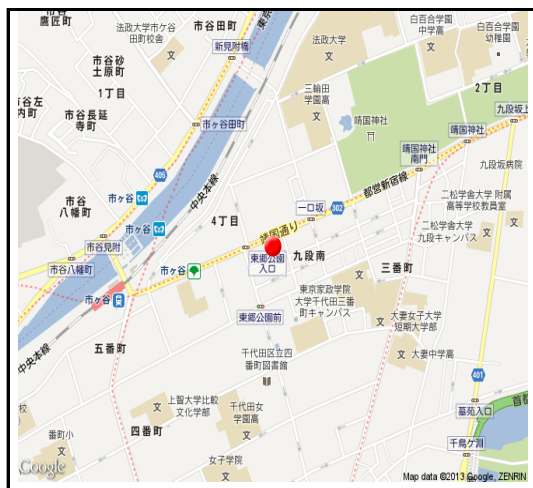 市谷
鷹匠町
法政大学市ケ谷
田町校舎
市谷田町
新見附橋
法政大学
白百合学園
中学高
白百合学園
幼稚園
市谷砂
土原町
1丁目
三輪田
学園高
2丁目
市谷左
内町
市谷長延
寺町
市ヶ谷田町
靖国神社
九段坂上
靖国神社
靖国神社
南門
405
中央本線
都営新宿線
九段坂病院
市谷
八幡町
市ヶ谷
302
一口坂
4丁目
靖国通り
二松学舎大学 附属
高等学校教員室
市ヶ谷
市谷見附
二松学舎大学
九段キャンパス
市谷八幡町
市ヶ谷
東郷公園
入口
九段南
三番町
市ヶ谷
東京家政学院
大学千代田三番
町キャンパス
東郷公園前
大妻女子大学
短期大学部
中央本線
五番町
千代田区立四
番町図書館
大妻中学高
401
上智大学比較
文化学部
千代田女
学園高
墓苑入口
首都
番町小
四番町
千鳥ケ淵
女子学院
Google
Map data ©2013 Google, ZENRIN